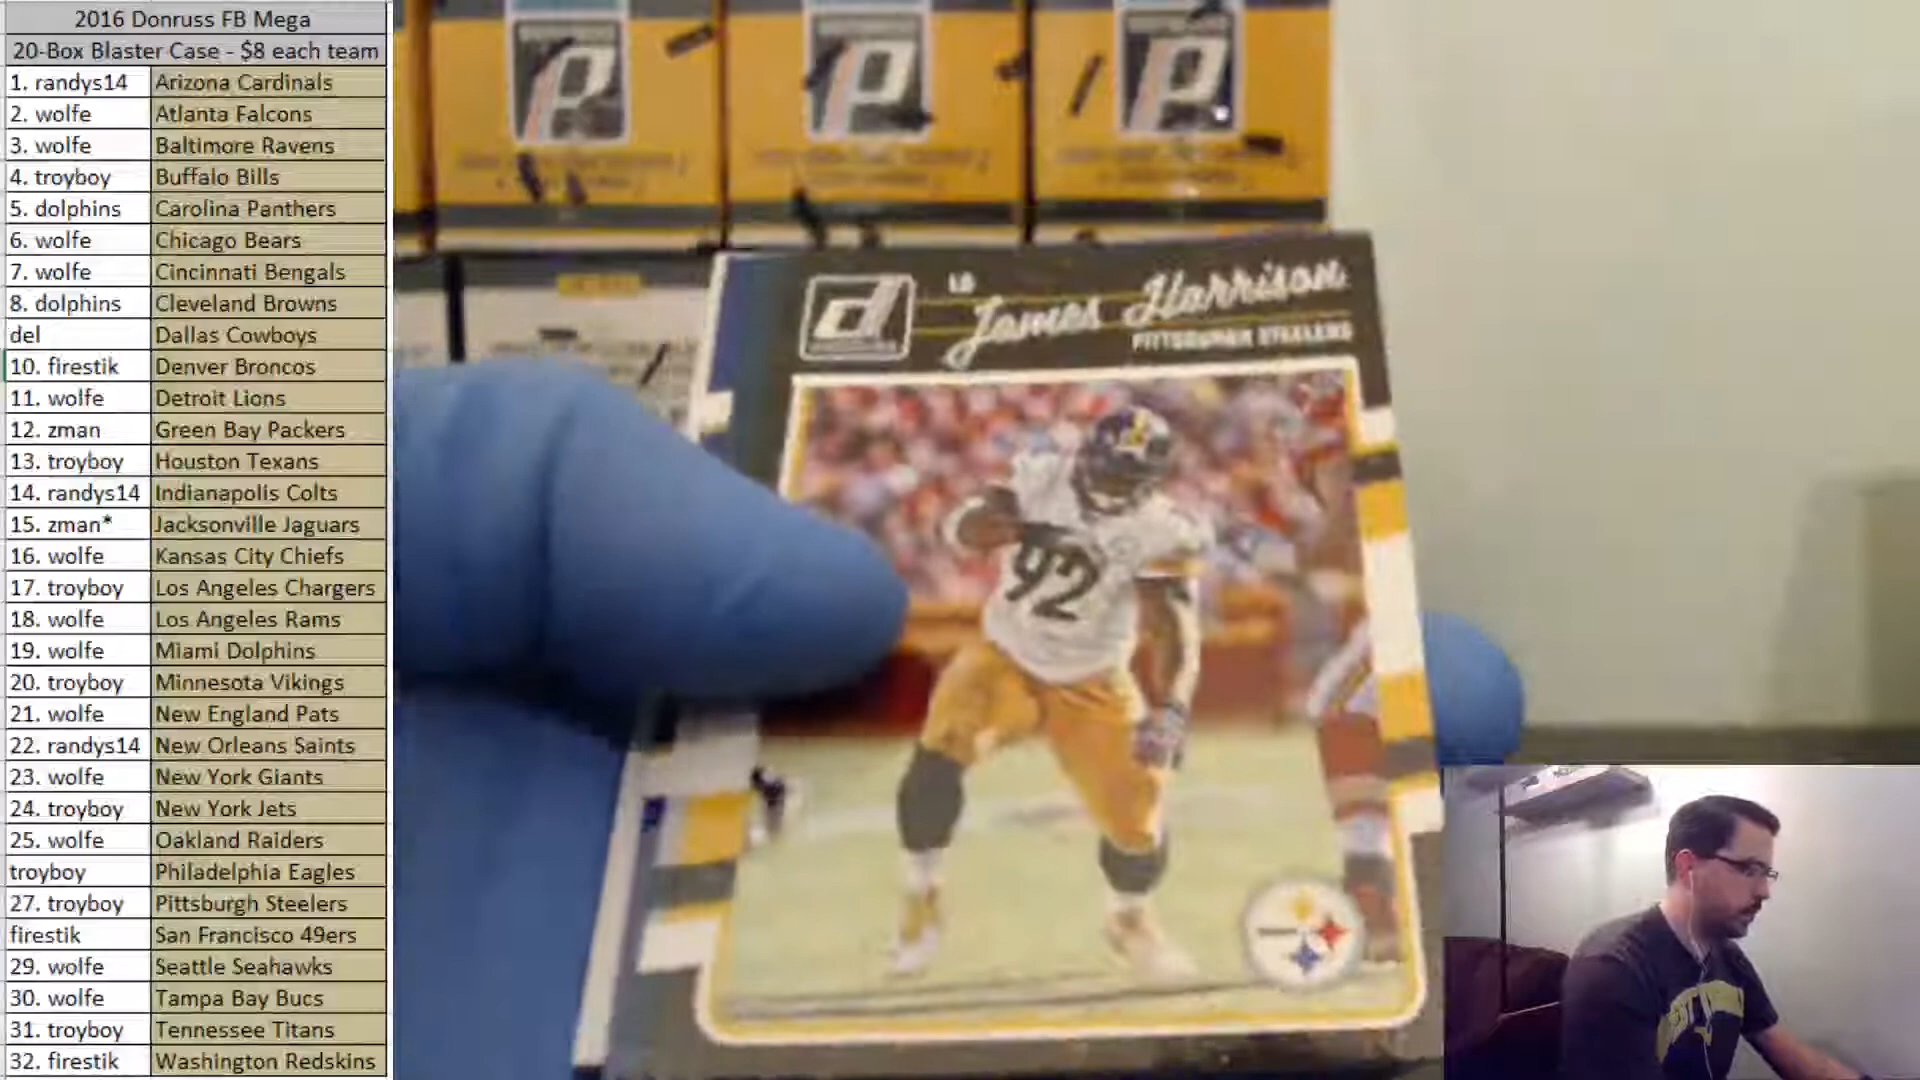 2016 Donruss FB Mega
20-Box Blaster Case - $8 each team
1. randys14 Arizona Cardinals
2. wolfe Atlanta Falcons
3. wolfe Baltimore Ravens
4. troyboy Buffalo Bills
5. dolphins Carolina Panthers
6. wolfe Chicago Bears
7. wolfe Cincinnati Bengals
8. dolphins Cleveland Browns
del Dallas Cowboys
10. firestik Denver Broncos
11. wolfe Detroit Lions
12. zman Green Bay Packers
13. troyboy Houston Texans
14. randys14 Indianapolis Colts
15. zman* Jacksonville Jaguars
16. wolfe Kansas City Chiefs
17. troyboy Los Angeles Chargers
18. wolfe Los Angeles Rams
19. wolfe Miami Dolphins
20. troyboy Minnesota Vikings
21. wolfe New England Pats
22. randys14 New Orleans Saints
23. wolfe New York Giants
24. troyboy New York Jets
25. wolfe Oakland Raiders
troyboy Philadelphia Eagles
27. troyboy Pittsburgh Steelers
firestik San Francisco 49ers
29. wolfe Seattle Seahawks
30. wolfe Tampa Bay Bucs
31. troyboy Tennessee Titans
32. firestik Washington Redskins
P P P
d
LB
James Harrison
PITTSBURGH STEELERS
92